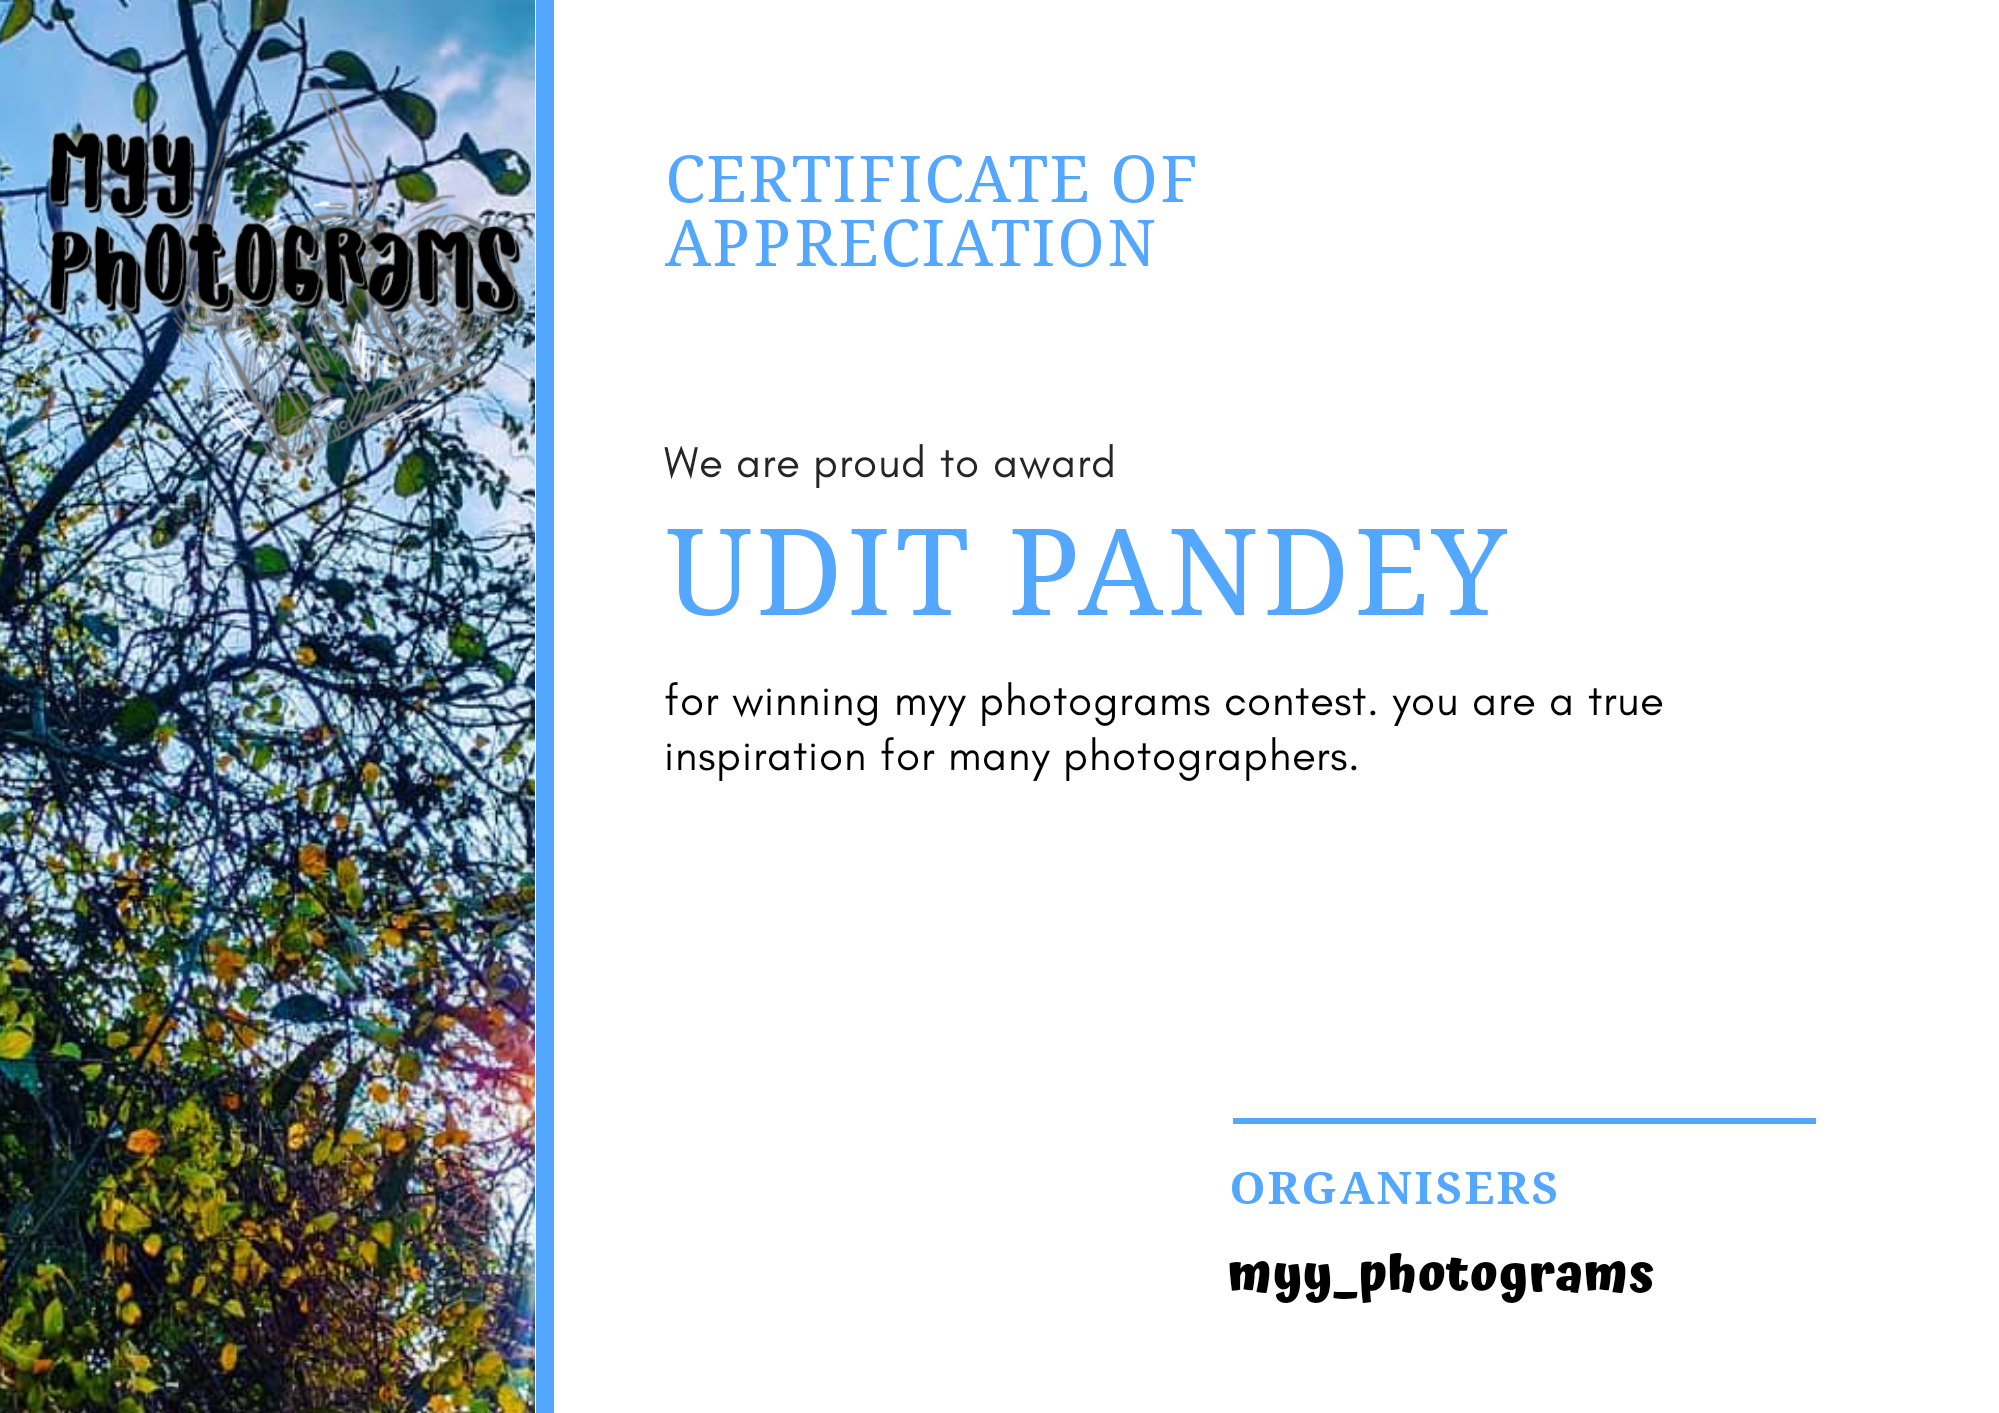 Myy
Photograms
CERTIFICATE OF
APPRECIATION
We are proud to award
UDIT PANDEY
for winning myy photograms contest. you are a true
inspiration for many photographers.
ORGANISERS
myy_photograms